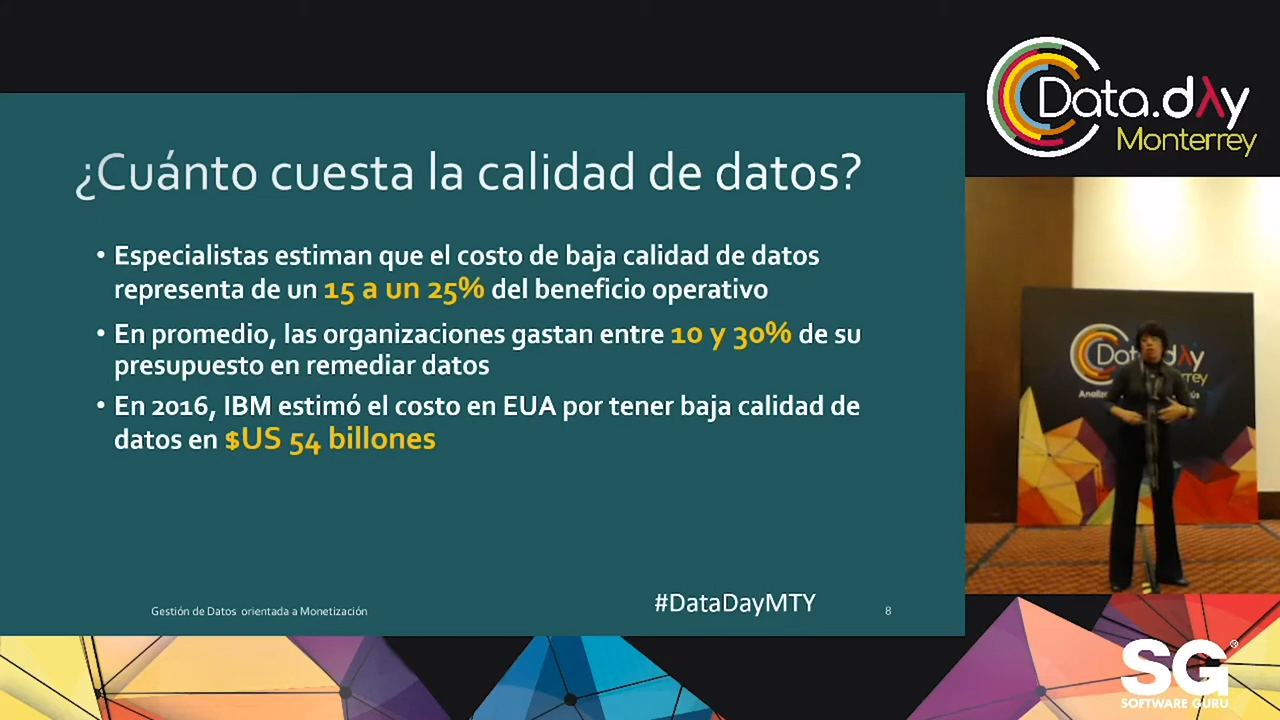 Data.dλy
Monterrey
¿Cuánto cuesta la calidad de datos?
• Especialistas estiman que el costo de baja calidad de datos
representa de un 15 a un 25% del beneficio operativo
• En promedio, las organizaciones gastan entre 10 y 30% de su
presupuesto en remediar datos
• En 2016, IBM estimó el costo en EUA por tener baja calidad de
datos en $US 54 billones
Gestión de Datos orientada a Monetización
#DataDayMTY
8
Data.dλy
SG
®
SOFTWARE GURU